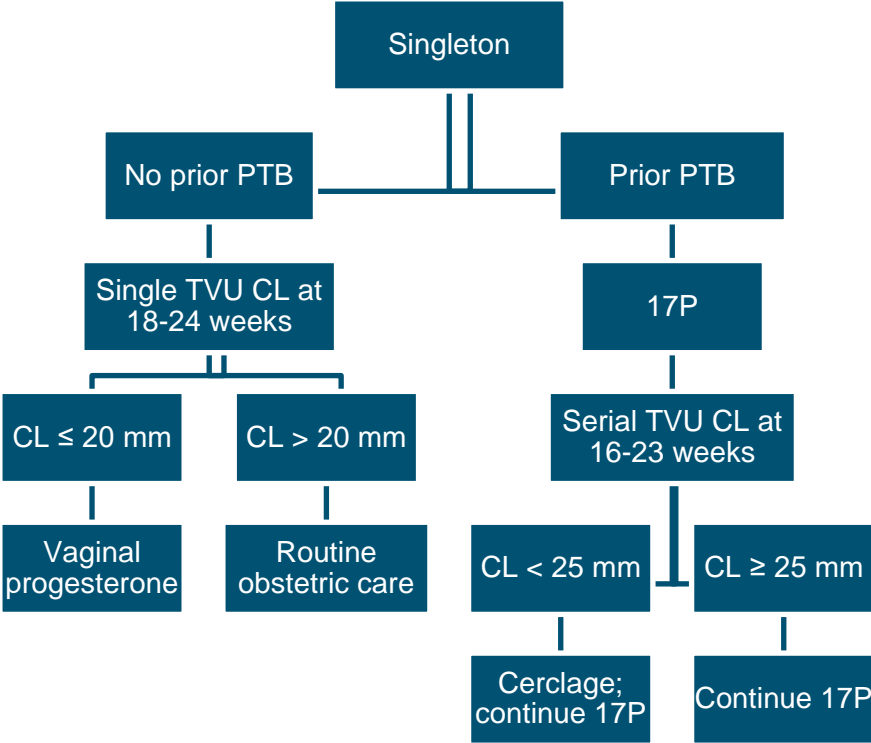 Singleton
No prior PTB
Prior PTB
Single TVU CL at
18-24 weeks
17P
CL ≤ 20 mm
CL > 20 mm
Serial TVU CL at
16-23 weeks
Vaginal
progesterone
Routine
obstetric care
CL < 25 mm
CL ≥ 25 mm
Cerclage;
continue 17P
Continue 17P